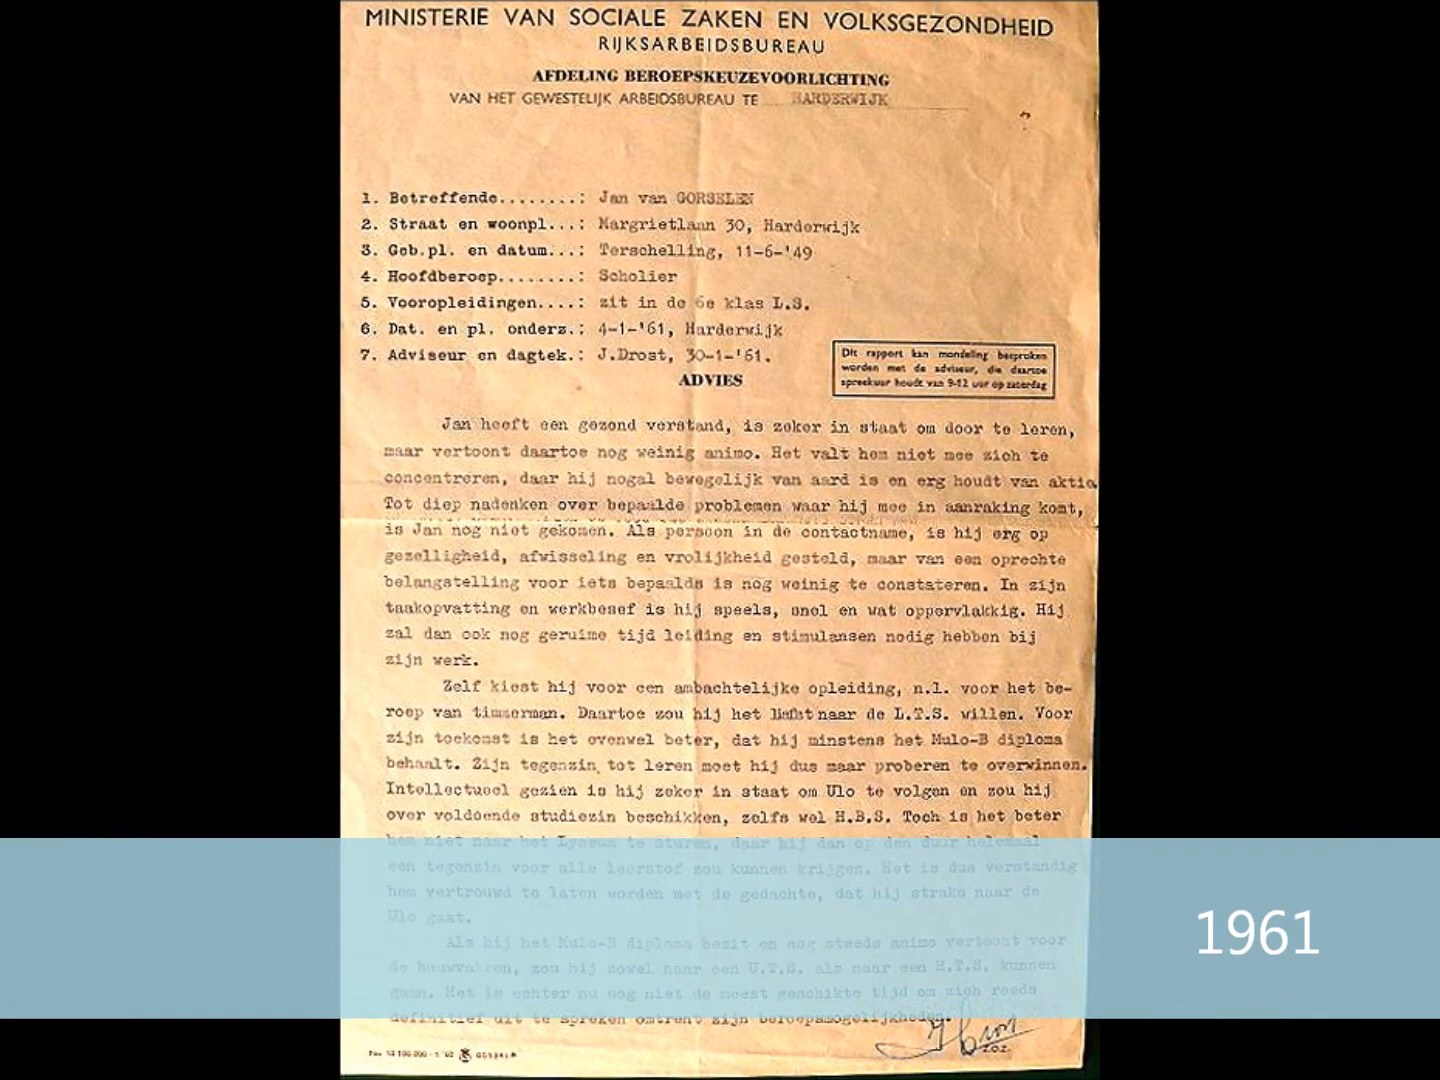 MINISTERIE VAN SOCIALE ZAKEN EN VOLKSGEZONDHEID
RIJKSARBEIDSBUREAU
AFDELING BEROEPSKEUZEVOORLICHTING
VAN HET GEWESTELIJK ARBEIDSBUREAU TE HARDERWIJK
1. Betreffende........: Jan van GORSELEN
2. Straat en woonpl...: Margrietlaan 30, Harderwijk
3. Geb.pl. en datum...: Terschelling, 11-6-'49
4. Hoofdberoep........: Scholier
5. Vooropleidingen....: zit in de 6e klas L.S.
6. Dat. en pl. onderz.: 4-1-'61, Harderwijk
7. Adviseur en dagtek.: J.Drost, 30-1-'61.
Dit rapport kan mondeling besproken
worden met de adviseur, die daartoe
spreekuur houdt van 9-12 uur op zaterdag
ADVIES
Jan heeft een gezond verstand, is zeker in staat om door te leren,
maar vertoont daartoe nog weinig animo. Het valt hem niet mee zich te
concentreren, daar hij nogal bewegelijk van aard is en erg houdt van aktie
Tot diep nadenken over bepaalde problemen waar hij mee in aanraking komt,
is Jan nog niet gekomen. Als persoon in de contactname, is hij erg op
gezelligheid, afwisseling en vrolijkheid gesteld, maar van een oprechte
belangstelling voor iets bepaalds is nog weinig te constateren. In zijn
taakopvatting en werkbesef is hij speels, snel en wat oppervlakkig. Hij
zal dan ook nog geruime tijd leiding en stimulansen nodig hebben bij
zijn werk.
Zelf kiest hij voor een ambachtelijke opleiding, n.l. voor het be-
roep van timmerman. Daartoe zou hij het liefst naar de L.T.S. willen. Voor
zijn toekomst is het evenwel beter, dat hij minstens het Mulo-B diploma
behaalt. Zijn tegenzin tot leren moet hij dus maar proberen te overwinnen.
Intellectueel gezien is hij zeker in staat om Ulo te volgen en zou hij
over voldoende studiezin beschikken, zelfs wel H.B.S. Toch is het beter
hem niet naar het Lyceum te sturen, daar hij dan op den duur helemaal
een tegenzin voor alle leerstof zou kunnen krijgen. Het is dus verstandig
hem vertrouwd te laten worden met de gedachte, dat hij straks naar de
Ulo gaat.
Als hij het Mulo-B diploma bezit en nog steeds animo vertoont voor
de bouwvakken, zou hij zowel naar een U.T.S. als naar een H.T.S. kunnen
gaan. Het is echter nu nog niet de meest geschikte tijd om zich reeds
definitief uit te spreken omtrent zijn beroepsmogelijkheden.
z.o.z.
1961